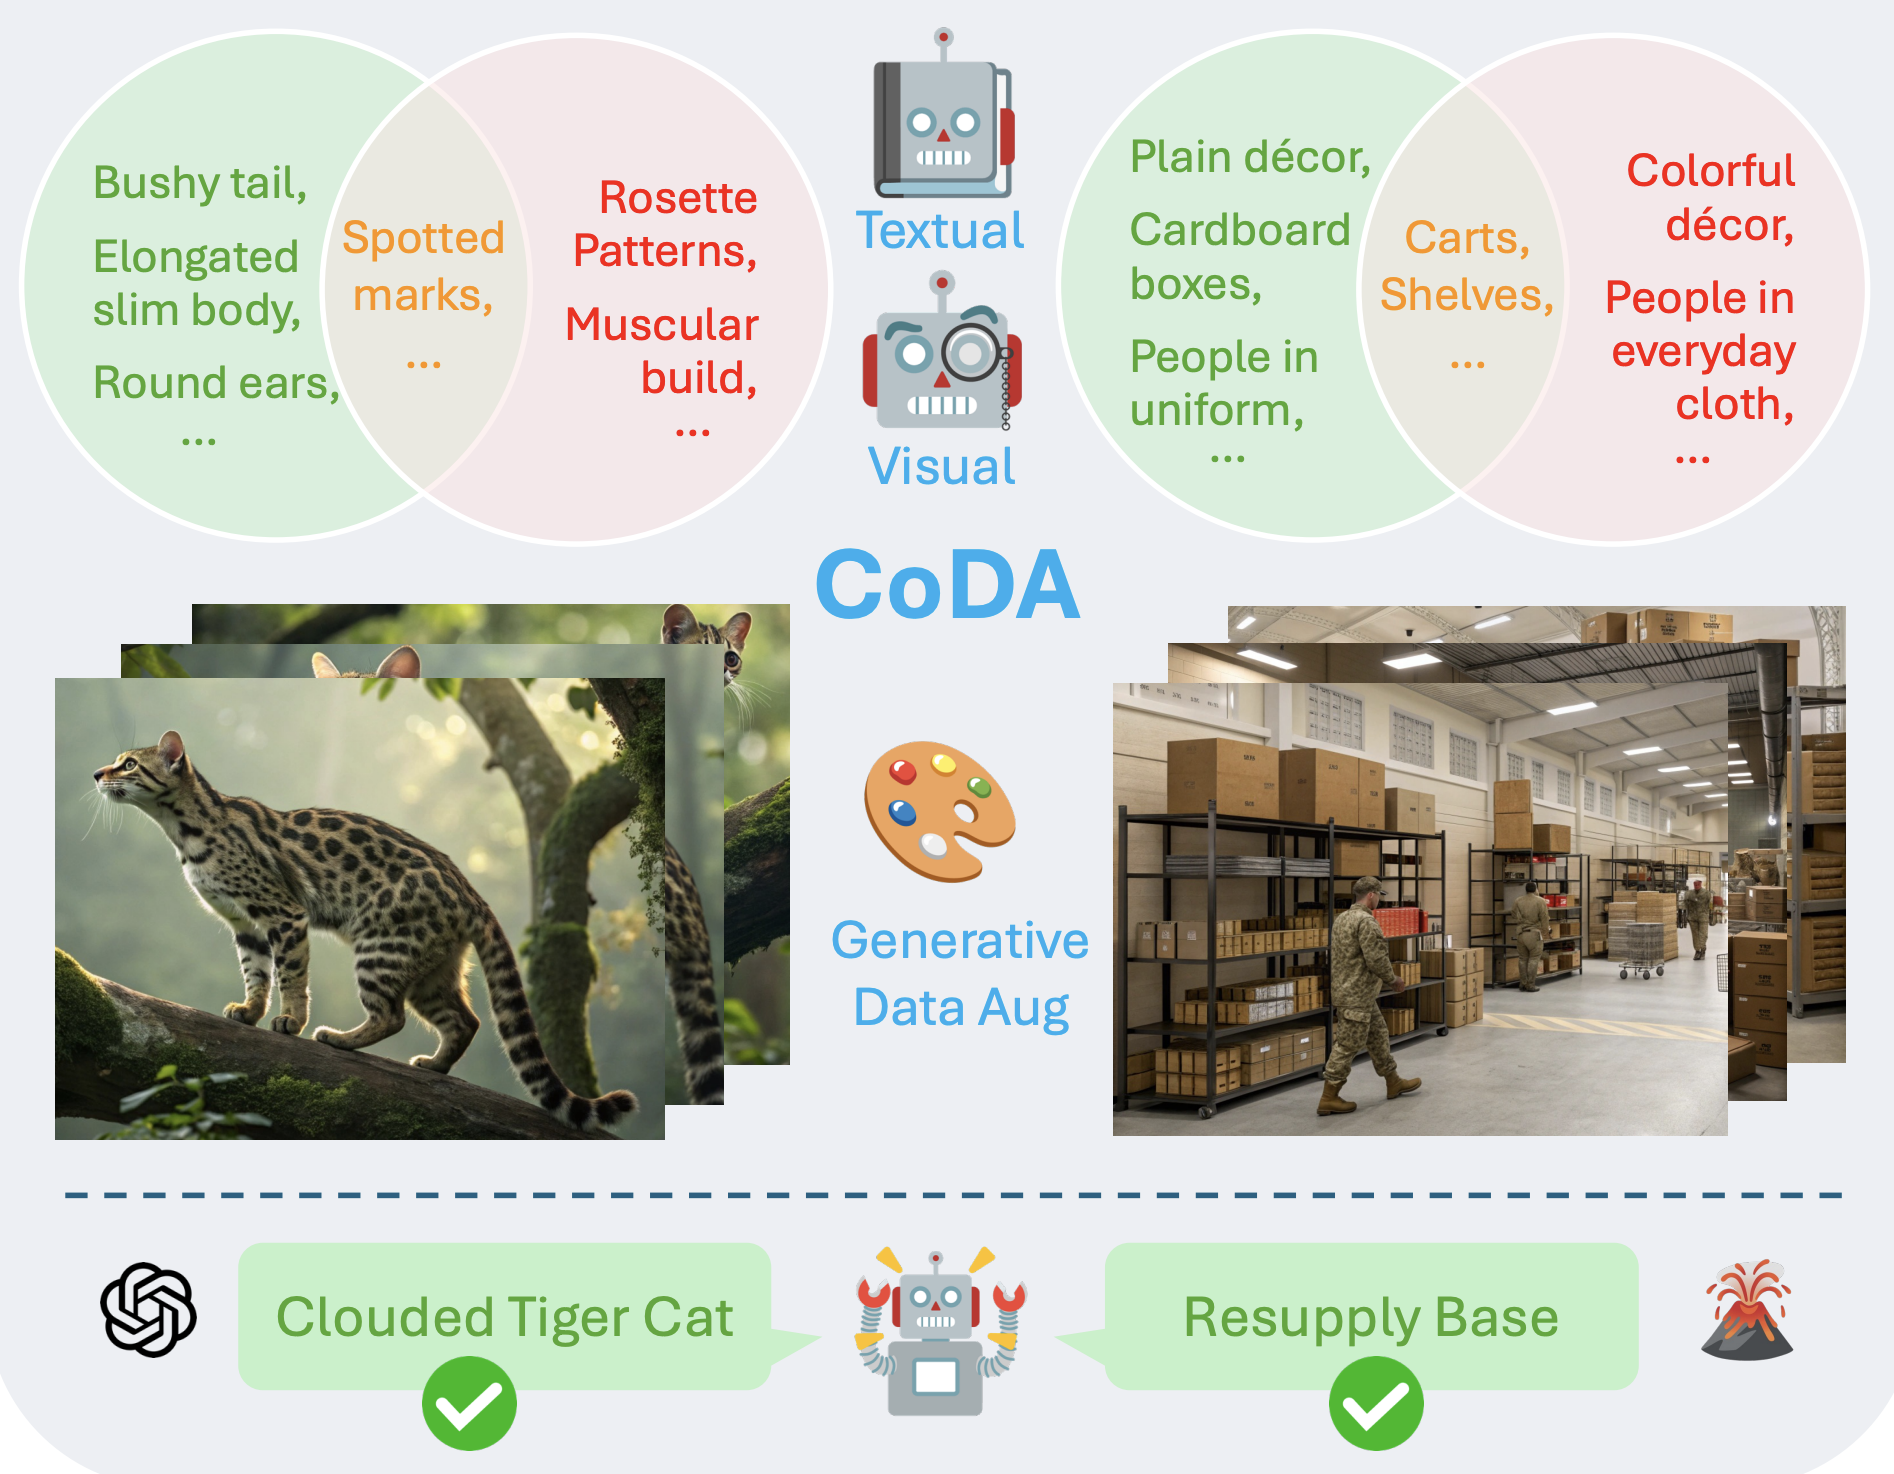 Bushy tail,
Elongated
slim body,
Round ears,
...
Spotted
marks,
...
Rosette
Patterns,
Muscular
build,
...
Textual
Visual
Plain décor,
Cardboard
boxes,
People in
uniform,
...
Carts,
Shelves,
...
Colorful
décor,
People in
everyday
cloth,
...
CoDA
Generative
Data Aug
Clouded Tiger Cat
Resupply Base